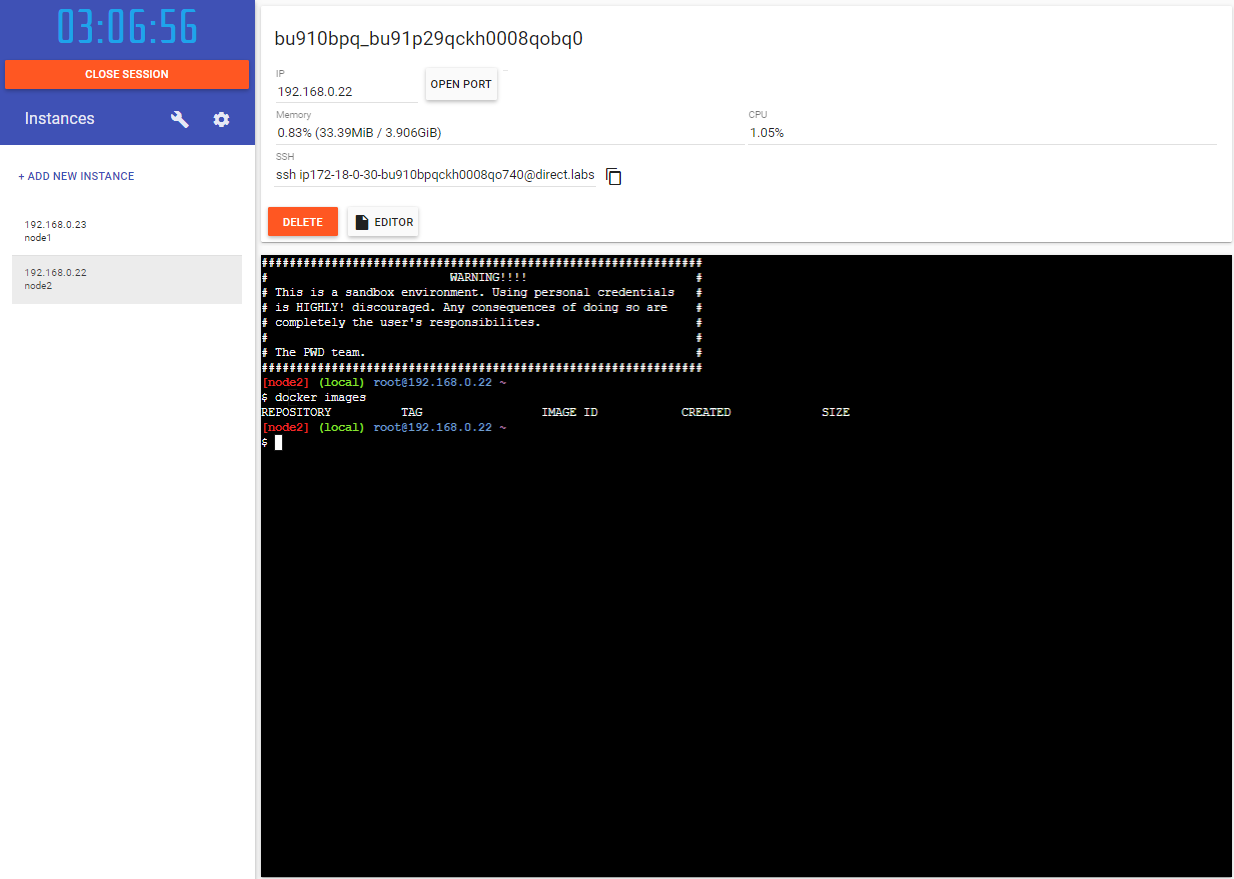 03:06:56
CLOSE SESSION
Instances
+ ADD NEW INSTANCE
192.168.0.23
node1
192.168.0.22
node2
bu910bpq_bu91p29qckh0008qobq0
IP
192.168.0.22
OPEN PORT
Memory
0.83% (33.39MiB / 3.906GiB)
CPU
1.05%
SSH
ssh ip172-18-0-30-bu910bpqckh0008qo740@direct.labs
DELETE
EDITOR
###############################################################
# WARNING!!!! #
# This is a sandbox environment. Using personal credentials #
# is HIGHLY! discouraged. Any consequences of doing so are #
# completely the user's responsibilites. #
# #
# The PWD team. #
###############################################################
[node2] (local) root@192.168.0.22 ~
$ docker images
REPOSITORY TAG IMAGE ID CREATED SIZE
[node2] (local) root@192.168.0.22 ~
$